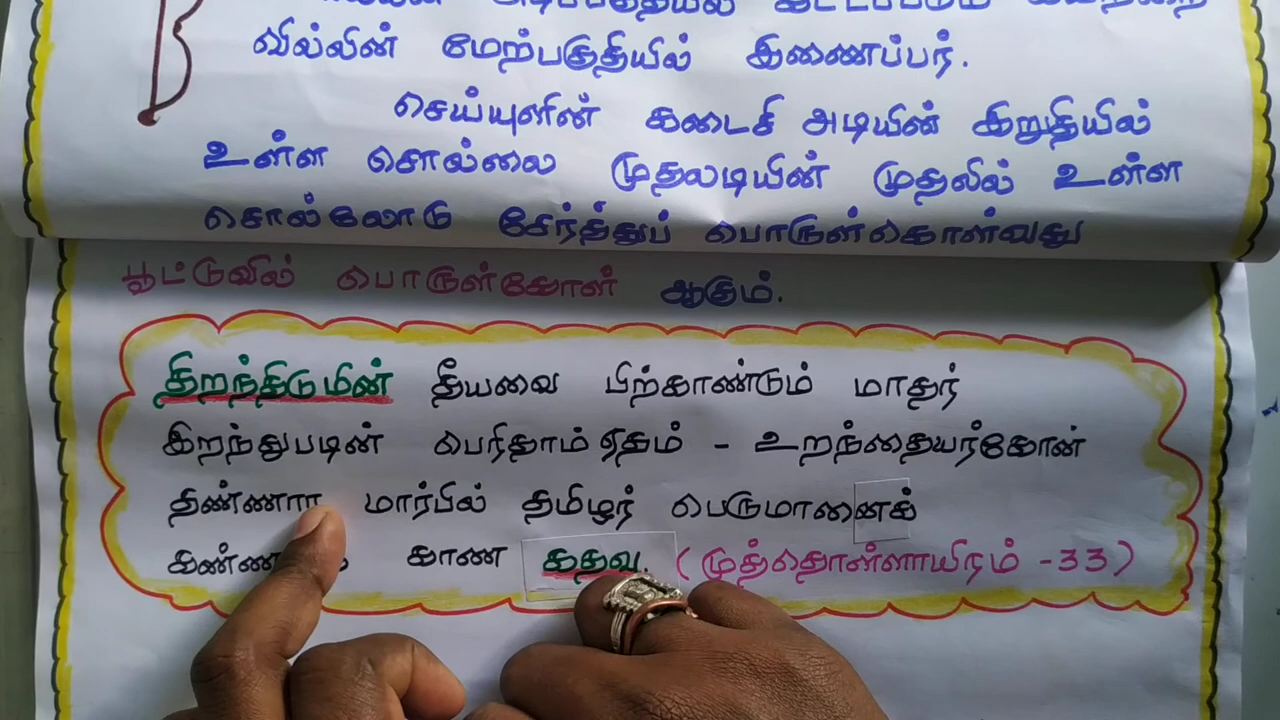 வில்லின் மேற்பகுதியில் இணைப்பர்.
செய்யுளின் கடைசி அடியின் இறுதியில்
உள்ள சொல்லை முதலடியின் முதலில் உள்ள
சொல்லோடு சேர்த்துப் பொருள்கொள்வது
பூட்டுவில் பொருள்கோள் ஆகும்.
திறந்திடுமின் தீயவை பிற்காண்டும் மாதர்
இறந்துபடின் பெரிதாம் ஏதம் - உறந்தையர்கோன்
தண்ணார மார்பில் தமிழர் பெருமானைக்
காண கதவு. (முத்தொள்ளாயிரம் -33)